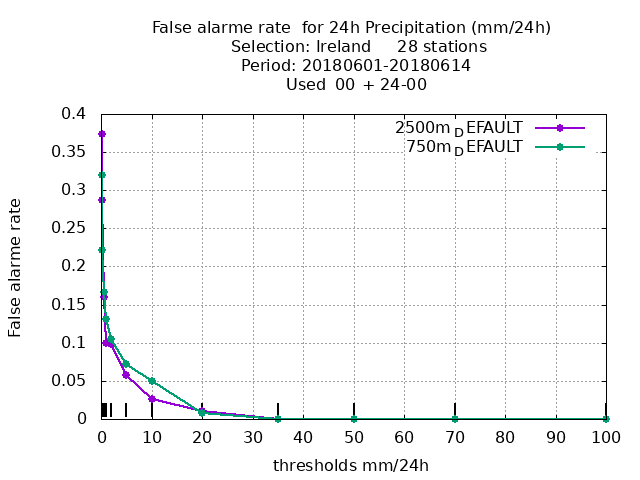 False alarme rate  for 24h Precipitation (mm/24h)
Selection: Ireland     28 stations
Period: 20180601-20180614
Used  00 + 24-00
2500m_DEFAULT
750m_DEFAULT
0.4
0.35
0.3
0.25
0.2
0.15
0.1
0.05
0
False alarme rate
0 10 20 30 40 50 60 70 80 90 100
thresholds mm/24h